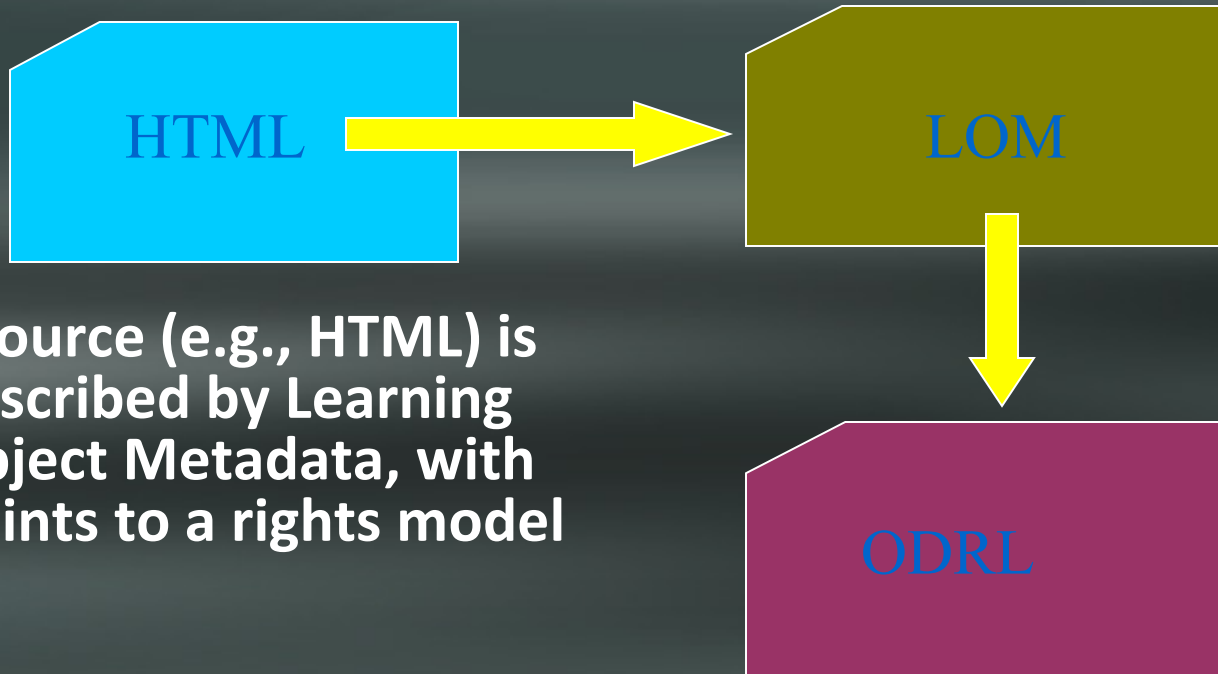 HTML
LOM
ource (e.g., HTML) is
scribed by Learning
ject Metadata, with
ints to a rights model
ODRL